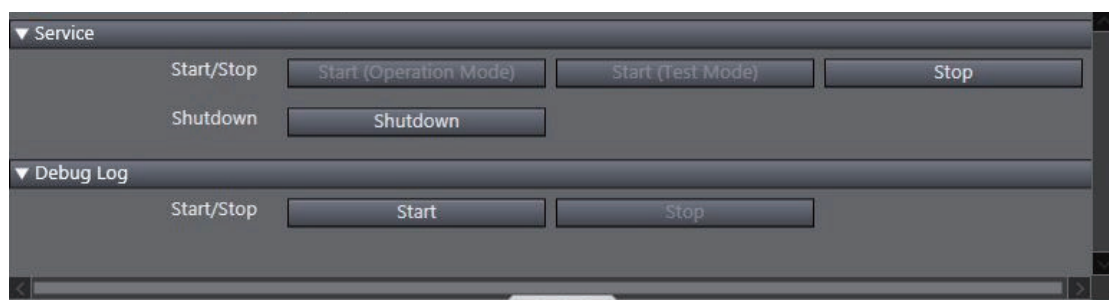 ▼ Service
Start/Stop Start (Operation Mode) Start (Test Mode) Stop
Shutdown Shutdown
▼ Debug Log
Start/Stop Start Stop